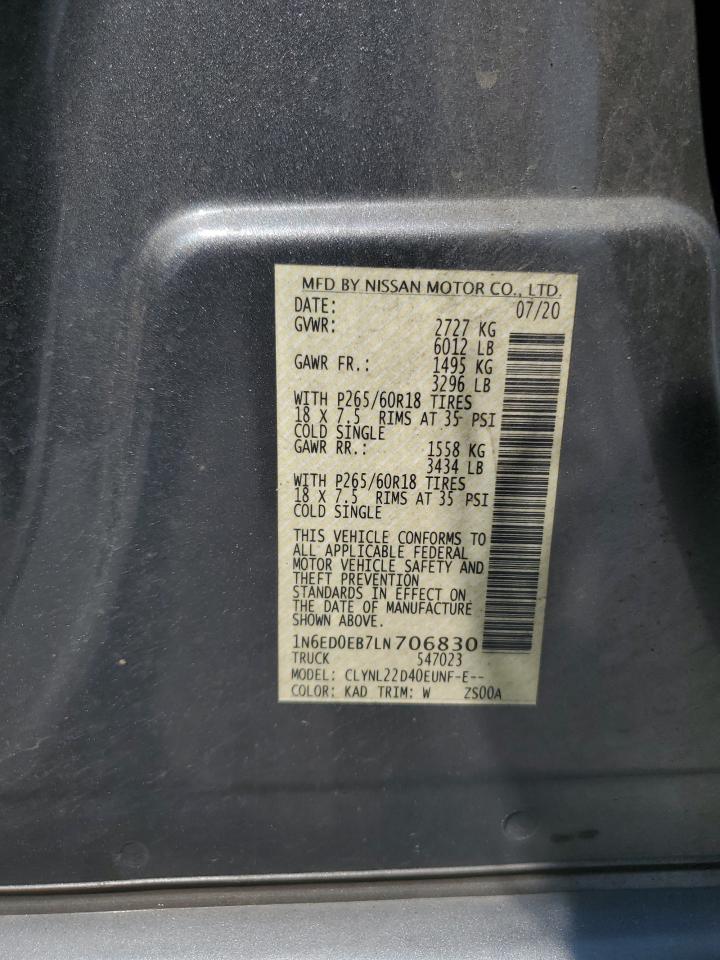 MFD BY NISSAN MOTOR CO., LTD.
DATE: 07/20
GVWR: 2727 KG
6012 LB
GAWR FR.: 1495 KG
3296 LB
WITH P265/60R18 TIRES
18 X 7.5 RIMS AT 35 PSI
COLD SINGLE
GAWR RR.: 1558 KG
3434 LB
WITH P265/60R18 TIRES
18 X 7.5 RIMS AT 35 PSI
COLD SINGLE
THIS VEHICLE CONFORMS TO
ALL APPLICABLE FEDERAL
MOTOR VEHICLE SAFETY AND
THEFT PREVENTION
STANDARDS IN EFFECT ON
THE DATE OF MANUFACTURE
SHOWN ABOVE.
1N6ED0EB7LN706830
TRUCK 547023
MODEL: CLYNL22D40EUNF-E--
COLOR: KAD TRIM: W ZS00A